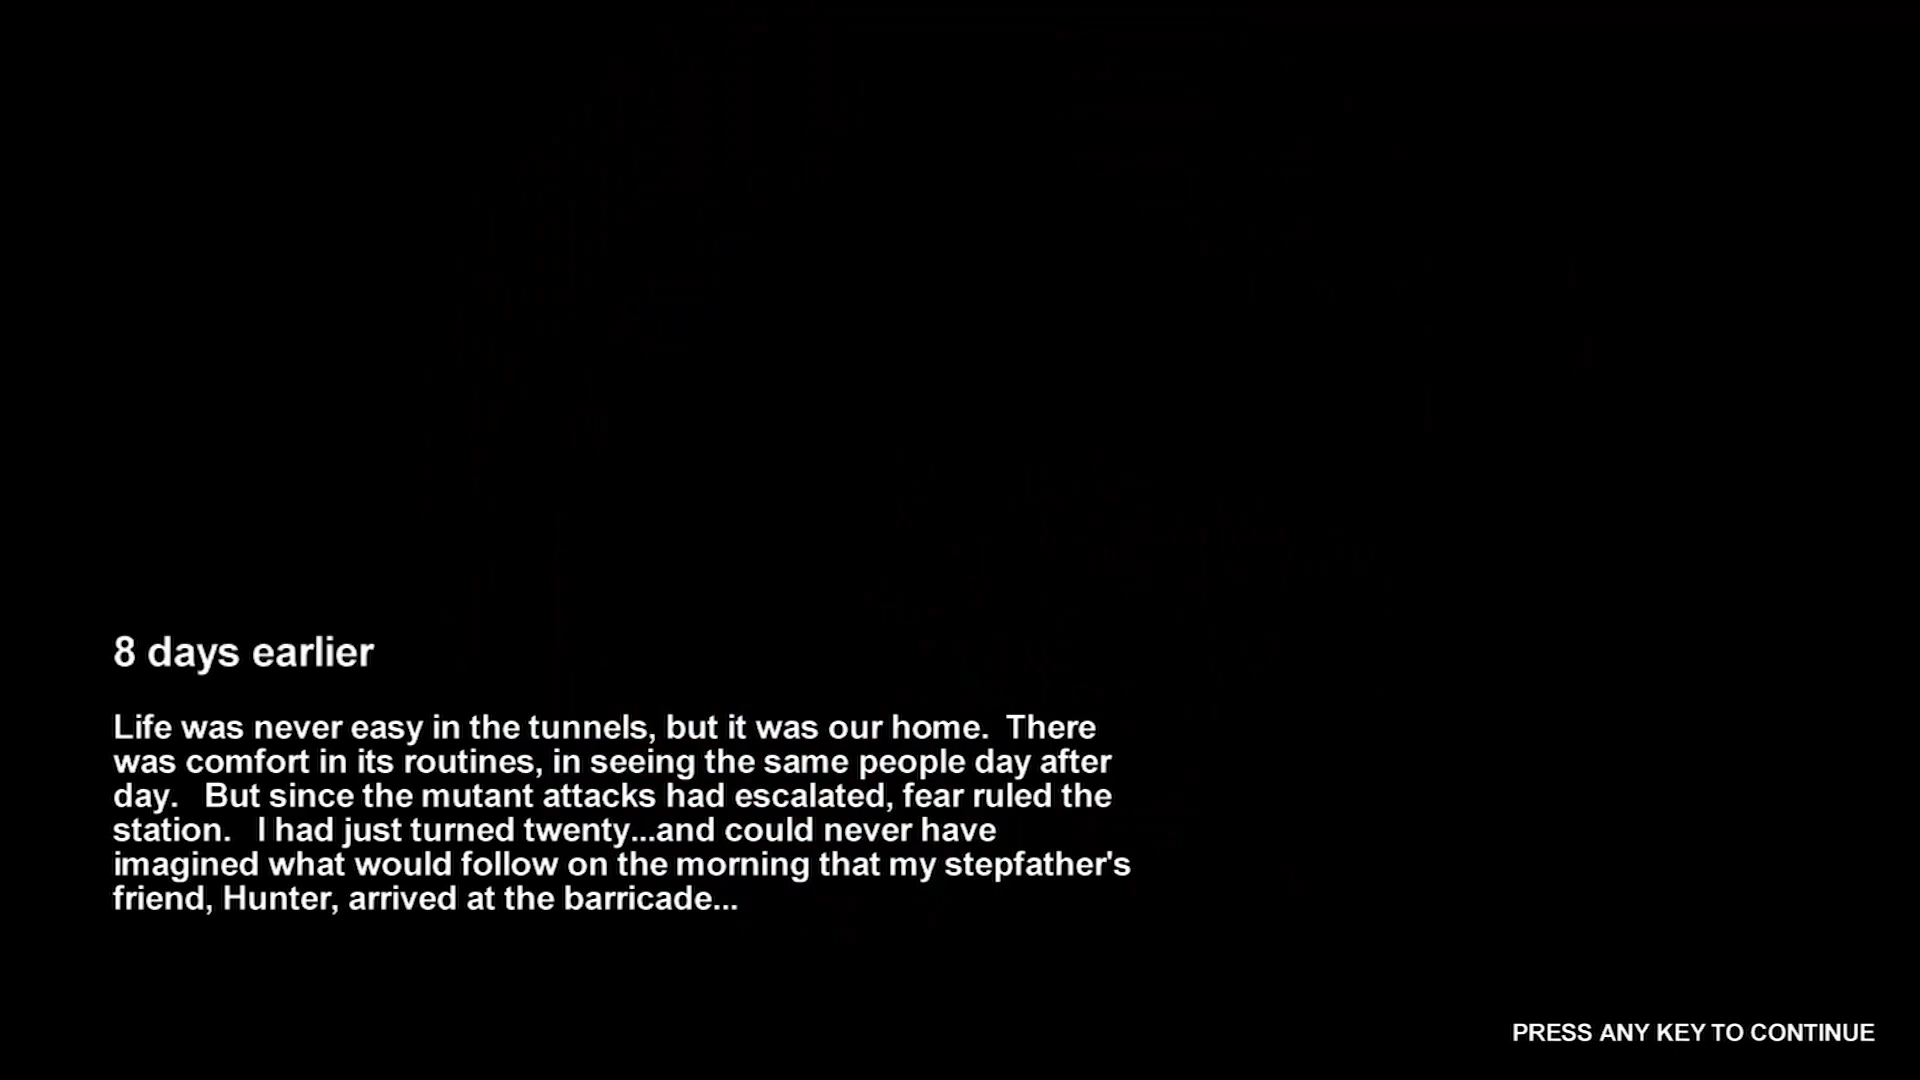 8 days earlier
Life was never easy in the tunnels, but it was our home.  There
was comfort in its routines, in seeing the same people day after
day.   But since the mutant attacks had escalated, fear ruled the
station.   I had just turned twenty...and could never have
imagined what would follow on the morning that my stepfather's
friend, Hunter, arrived at the barricade...
PRESS ANY KEY TO CONTINUE